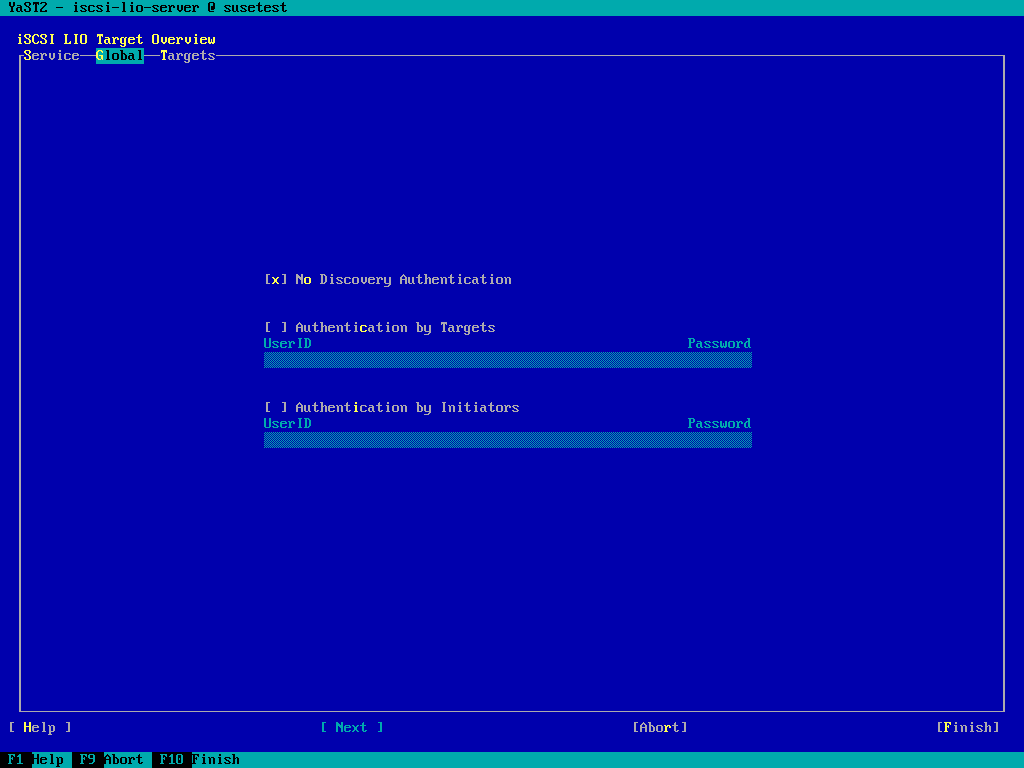 YaST2 - iscsi-lio-server @ susetest
iSCSI LIO Target Overview
Service Global Targets
[x] No Discovery Authentication
[ ] Authentication by Targets
UserID Password
[ ] Authentication by Initiators
UserID Password
[ Help ] [ Next ] [Abort] [Finish]
F1 Help F9 Abort F10 Finish